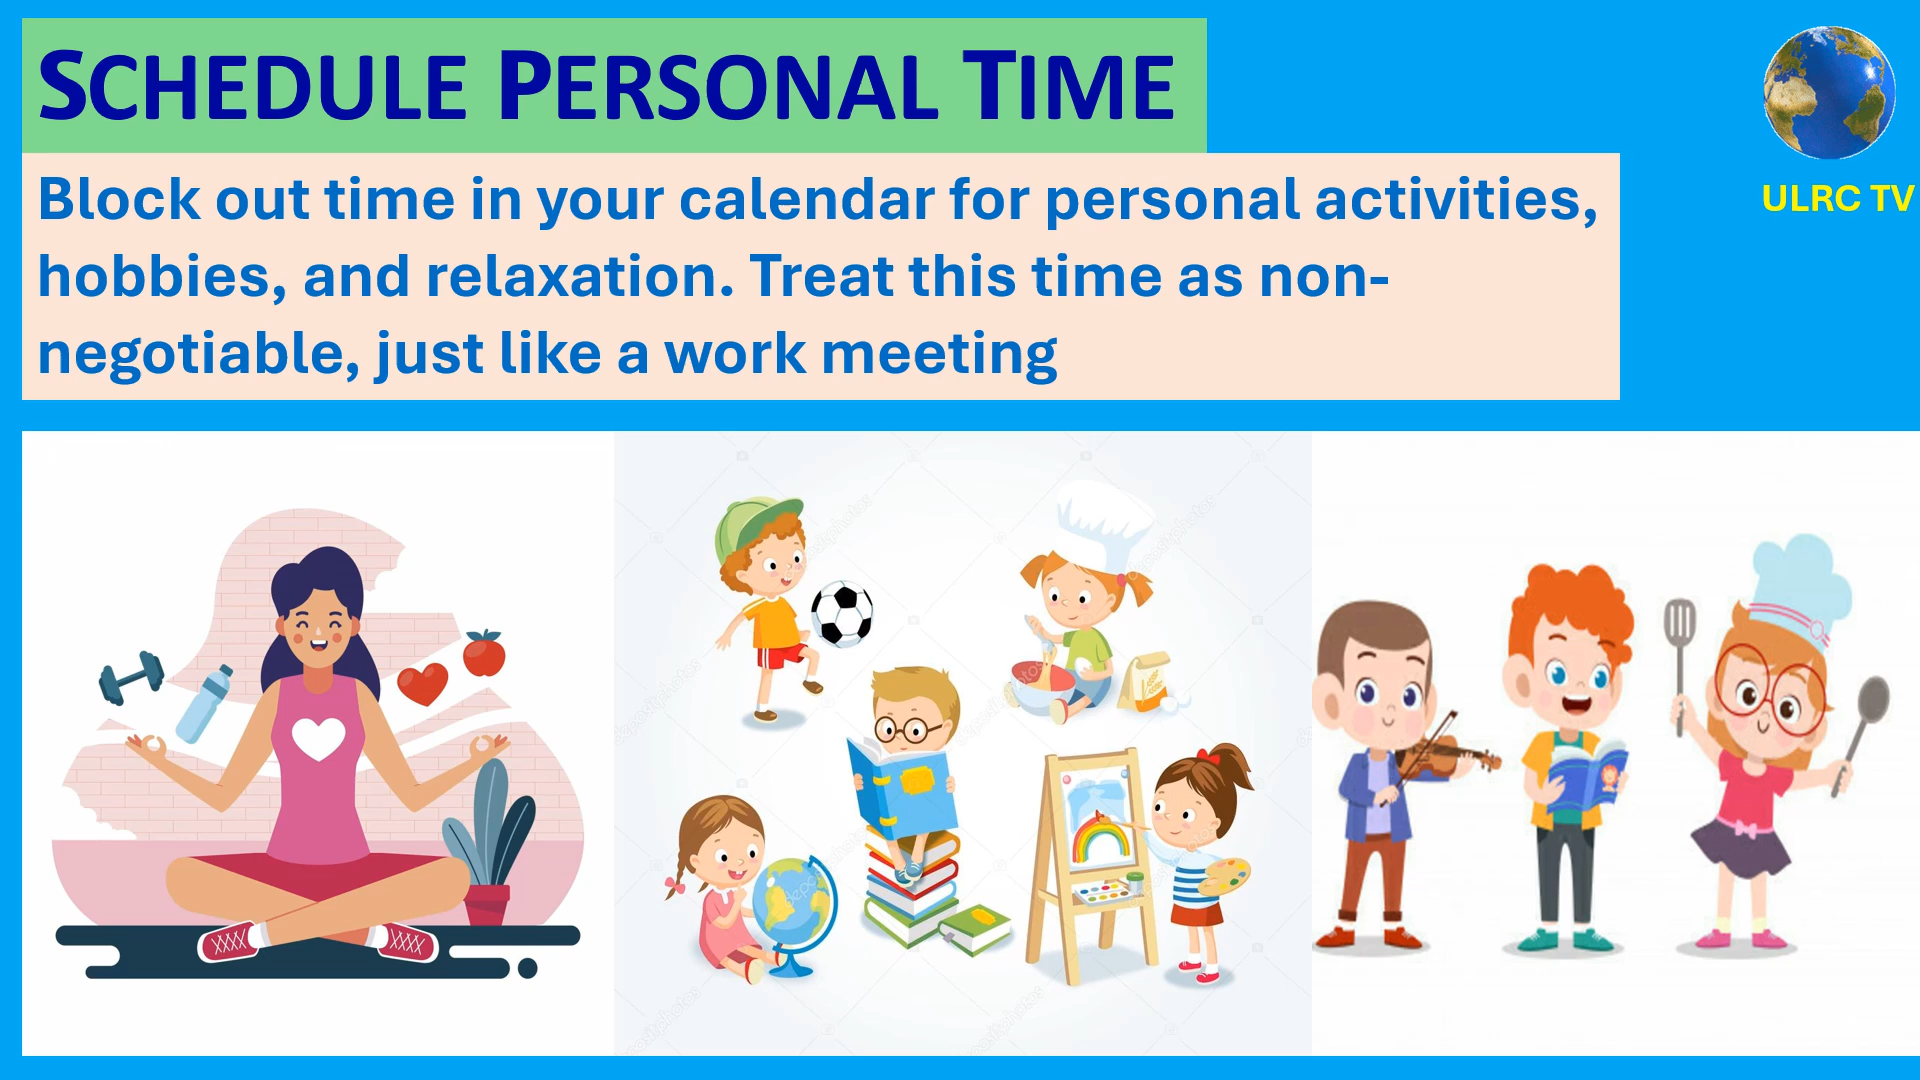 SCHEDULE PERSONAL TIME
Block out time in your calendar for personal activities,
hobbies, and relaxation. Treat this time as non-
negotiable, just like a work meeting
ULRC TV
depositphotos